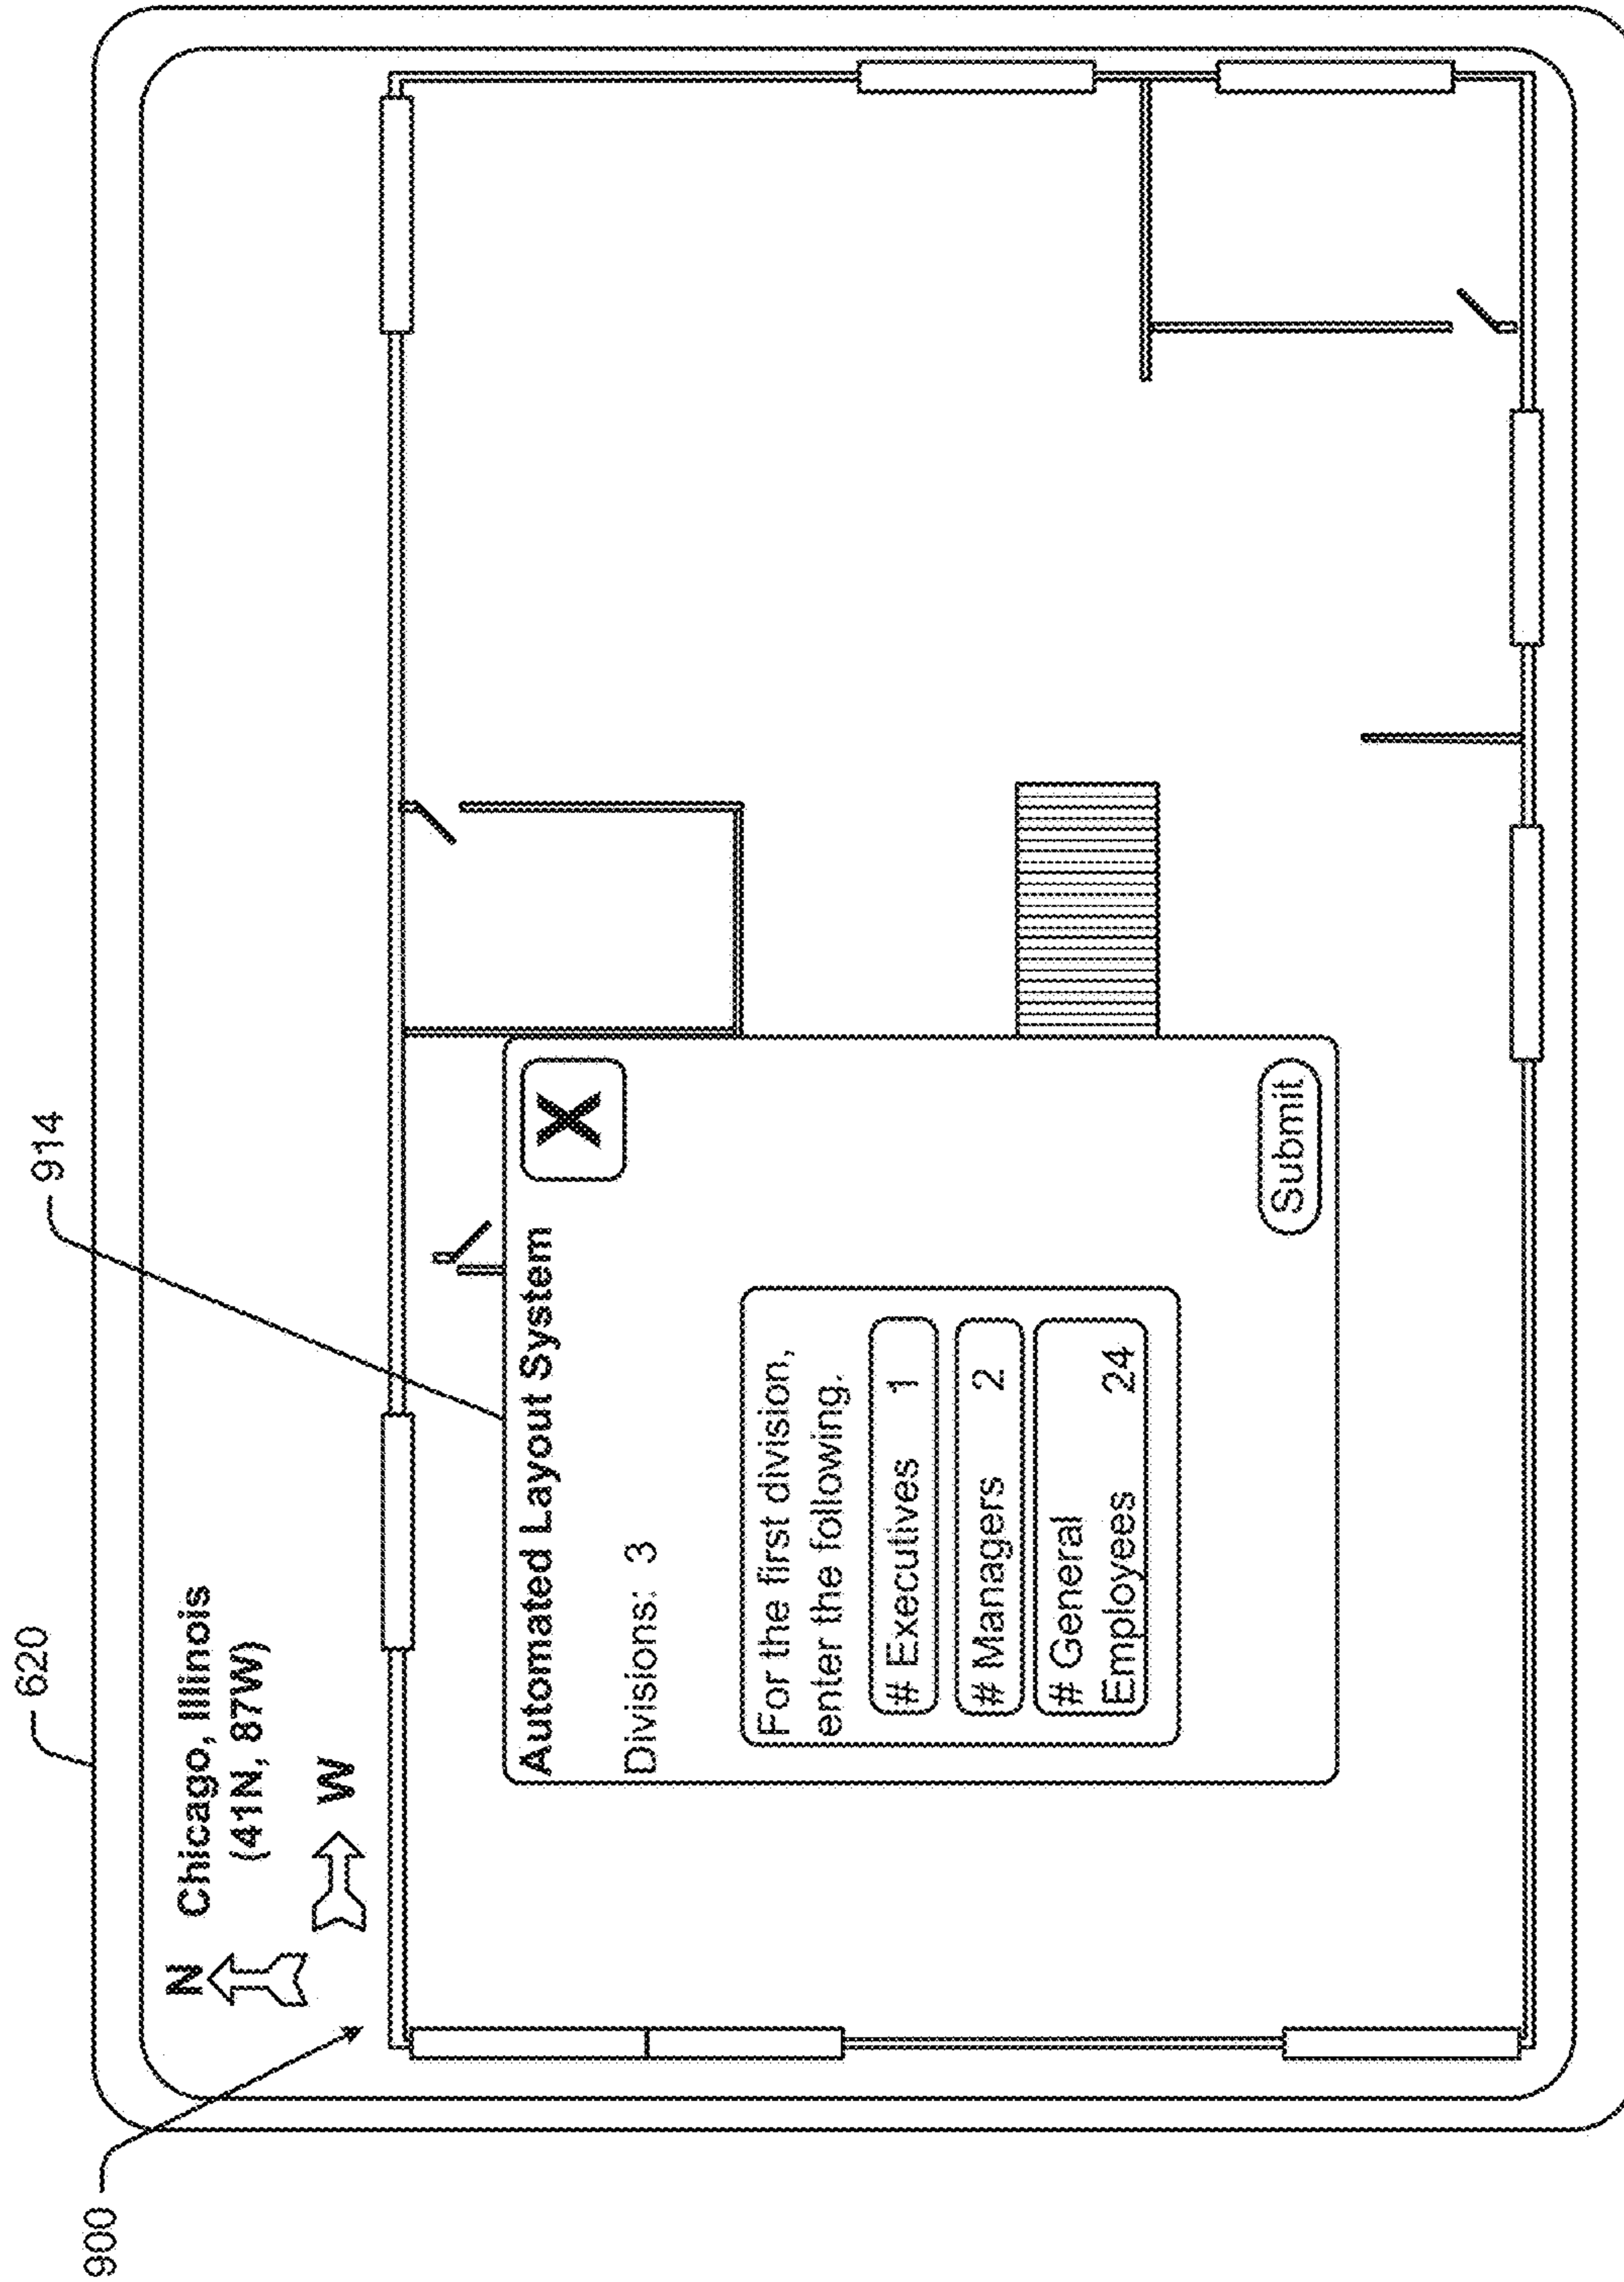 900
620
914
N
Chicago, Illinois
(41N, 87W)
W
Automated Layout System
X
Divisions: 3
For the first division,
enter the following.
# Executives 1
# Managers 2
# General
Employees 24
Submit